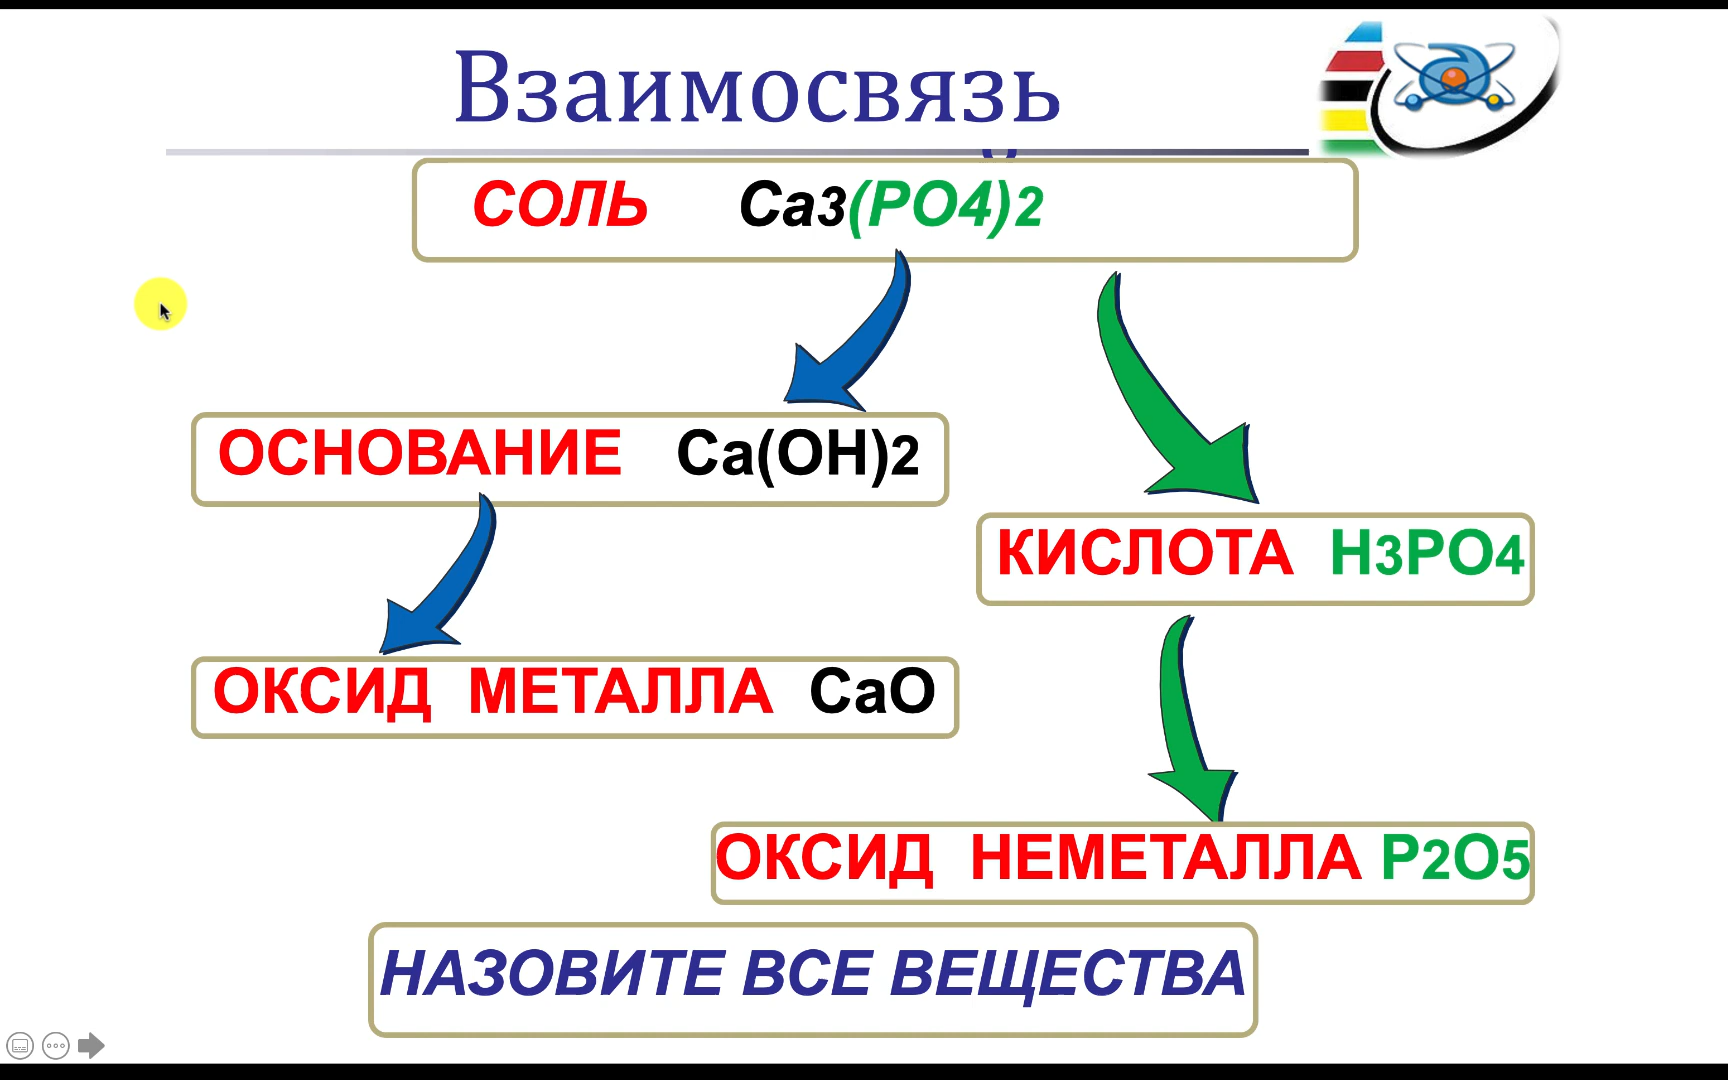 Взаимосвязь
СОЛЬ Ca3(PO4)2
ОСНОВАНИЕ Ca(OH)2
КИСЛОТА H3PO4
ОКСИД МЕТАЛЛА CaO
ОКСИД НЕМЕТАЛЛА P2O5
НАЗОВИТЕ ВСЕ ВЕЩЕСТВА